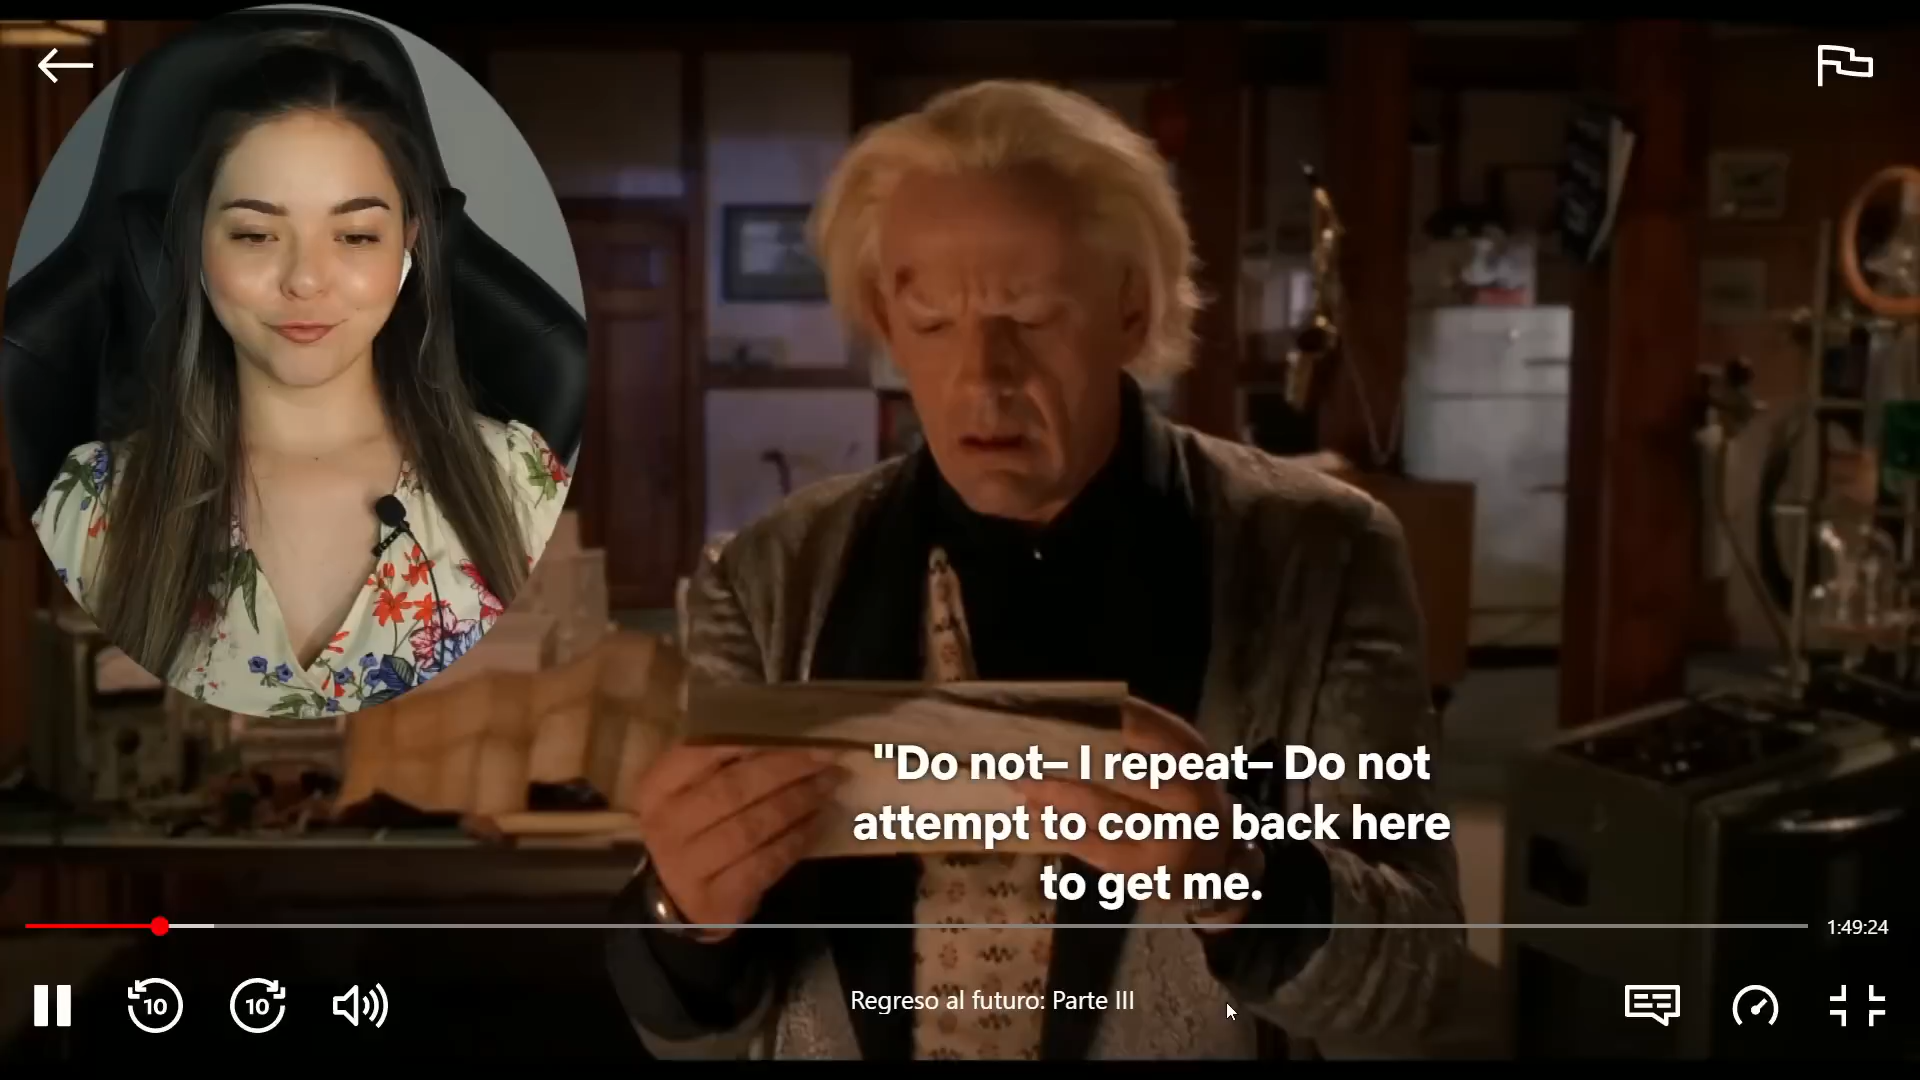 "Do not– I repeat– Do not
attempt to come back here
to get me.
1:49:24
10
10
Regreso al futuro: Parte III